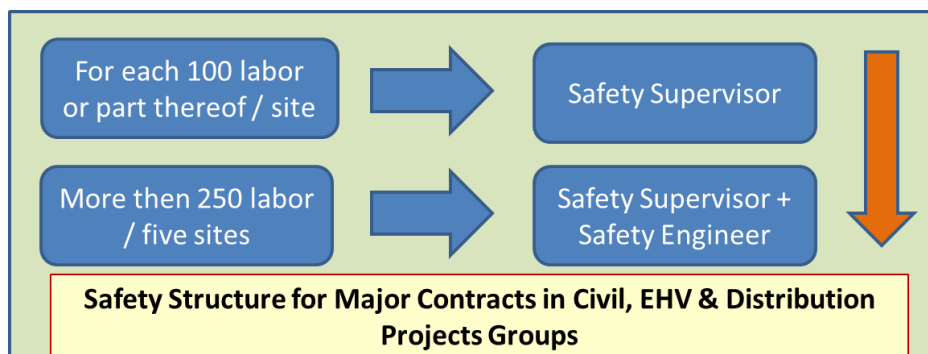 For each 100 labor
or part thereof / site
Safety Supervisor
More then 250 labor
/ five sites
Safety Supervisor +
Safety Engineer
Safety Structure for Major Contracts in Civil, EHV & Distribution
Projects Groups